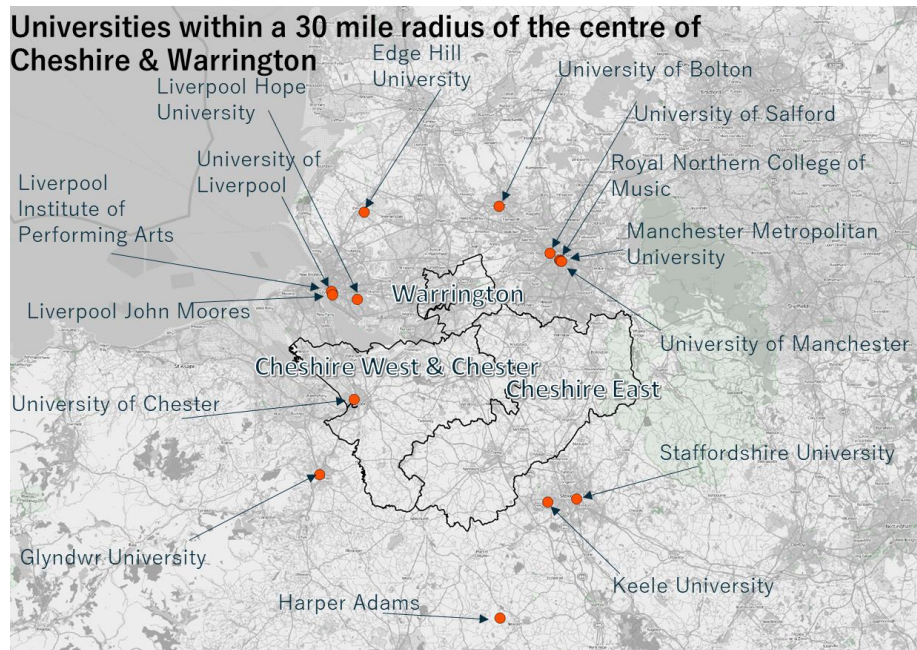 Universities within a 30 mile radius of the centre of
Cheshire & Warrington
Edge Hill
University
University of Bolton
Liverpool Hope
University
University of Salford
University of
Liverpool
Royal Northern College of
Music
Liverpool
Institute of
Performing Arts
Manchester Metropolitan
University
Warrington
Liverpool John Moores
University of Manchester
Cheshire West & Chester
Cheshire East
University of Chester
Staffordshire University
Glyndwr University
Keele University
Harper Adams